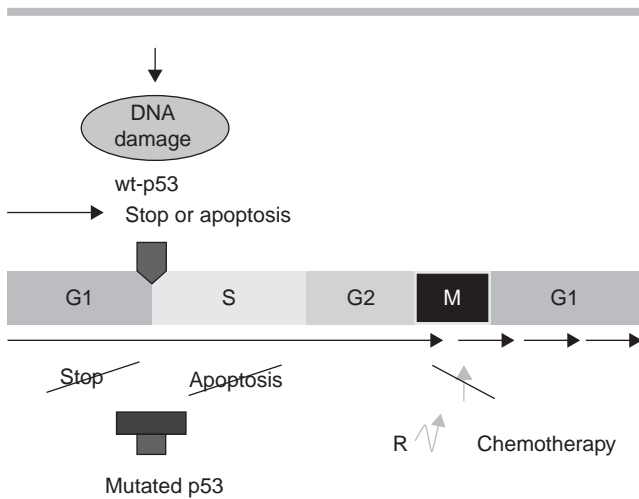 DNA
damage
wt-p53
Stop or apoptosis
G1 S G2 M G1
Stop Apoptosis
R Chemotherapy
Mutated p53